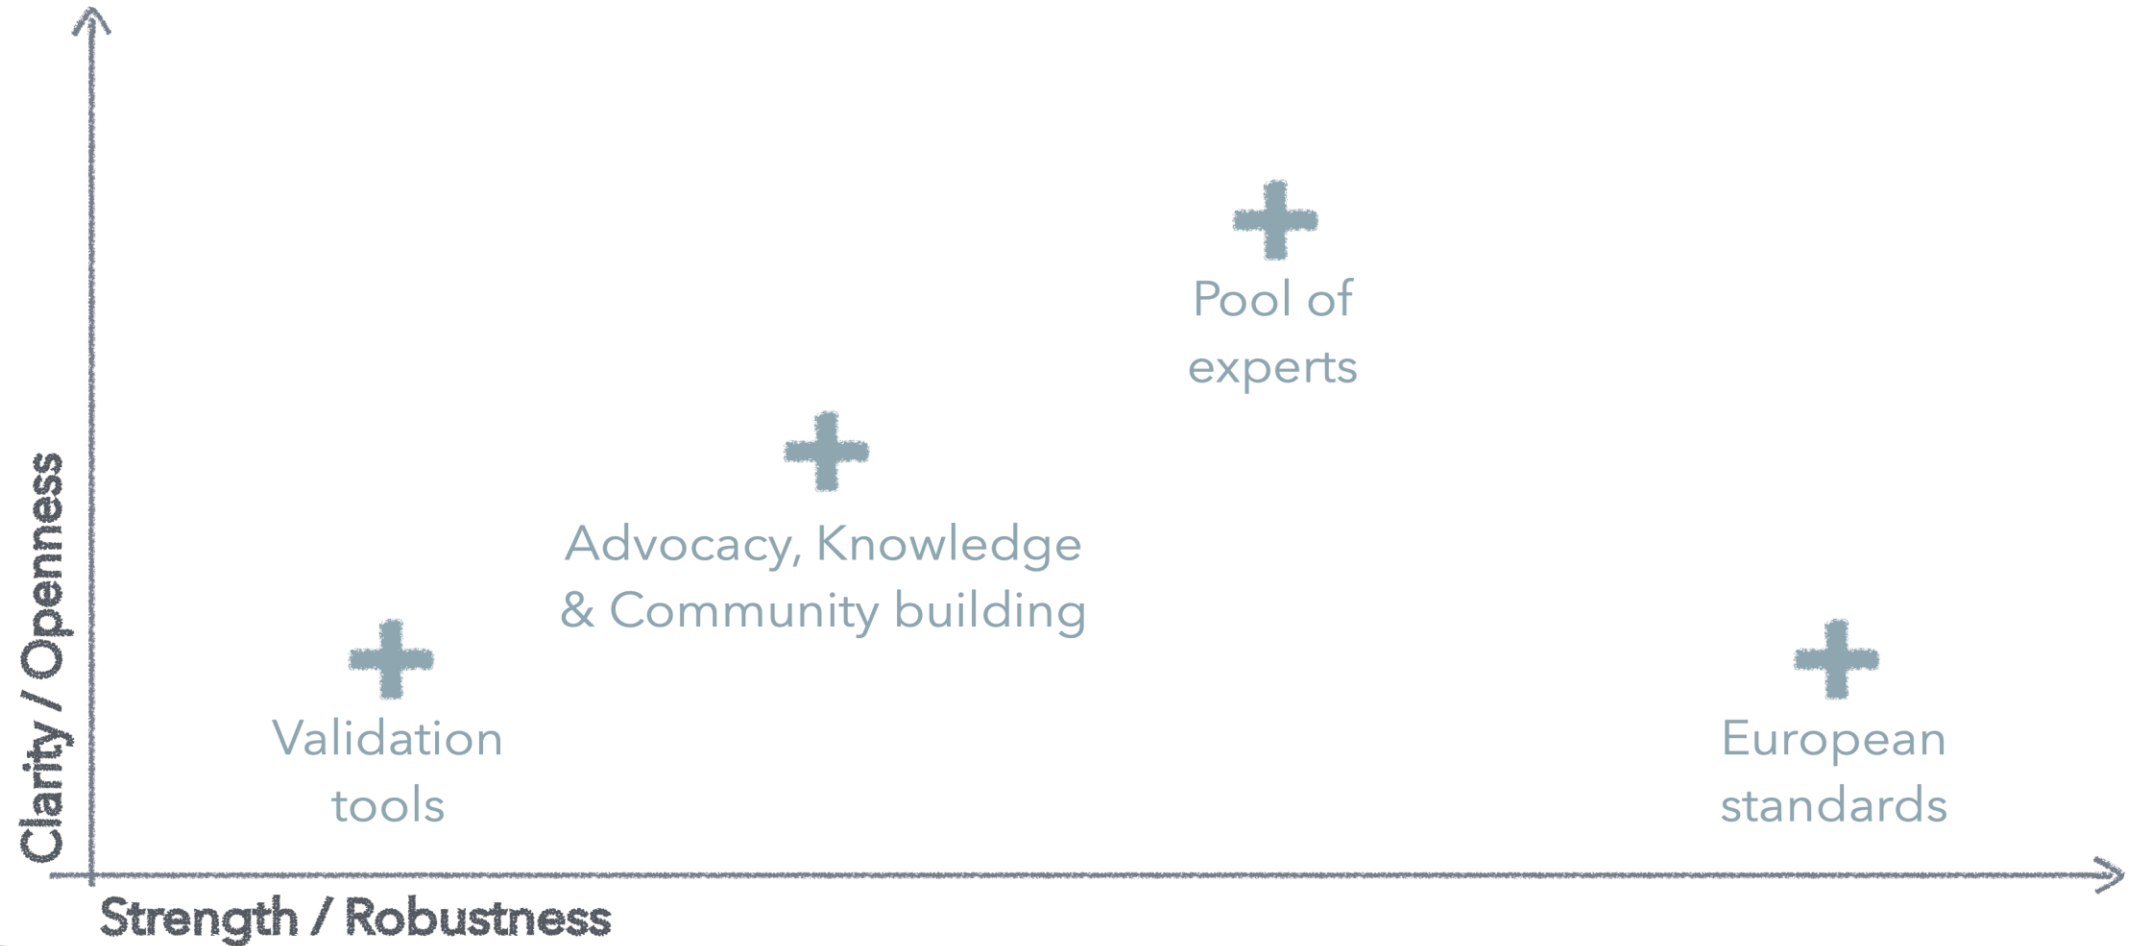 Pool of
experts
Advocacy, Knowledge
& Community building
Validation
tools
European
standards
Clarity / Openness
Strength / Robustness